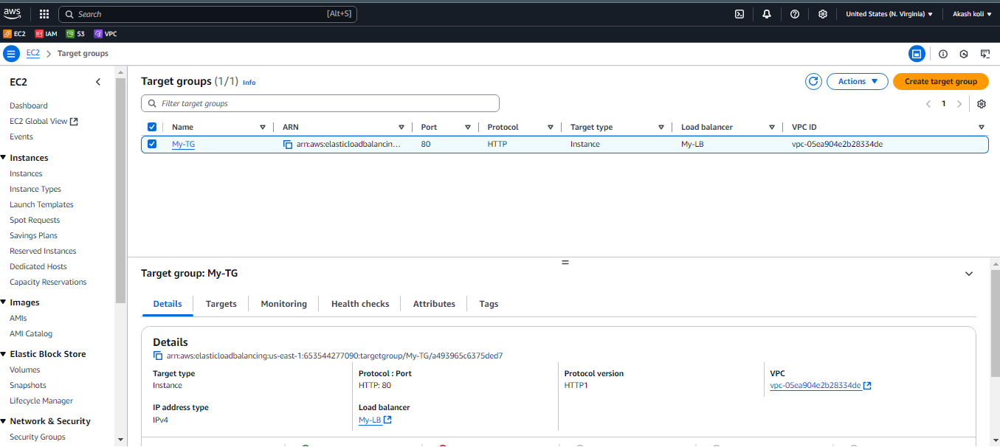 aws
Search [Alt+S]
United States (N. Virginia) Akash koli
EC2 IAM S3 VPC
EC2 Target groups
EC2
Dashboard
EC2 Global View
Events
Instances
Instances
Instance Types
Launch Templates
Spot Requests
Savings Plans
Reserved Instances
Dedicated Hosts
Capacity Reservations
Images
AMIs
AMI Catalog
Elastic Block Store
Volumes
Snapshots
Lifecycle Manager
Network & Security
Security Groups
Target groups (1/1) Info
Actions
Create target group
Filter target groups
1
Name ARN Port Protocol Target type Load balancer VPC ID
My-TG arn:aws:elasticloadbalancin... 80 HTTP Instance My-LB vpc-05ea904e2b28334de
Target group: My-TG
Details Targets Monitoring Health checks Attributes Tags
Details
arn:aws:elasticloadbalancing:us-east-1:653544277090:targetgroup/My-TG/a493965c6375ded7
Target type Protocol : Port Protocol version VPC
Instance HTTP: 80 HTTP1 vpc-05ea904e2b28334de
IP address type Load balancer
IPv4 My-LB